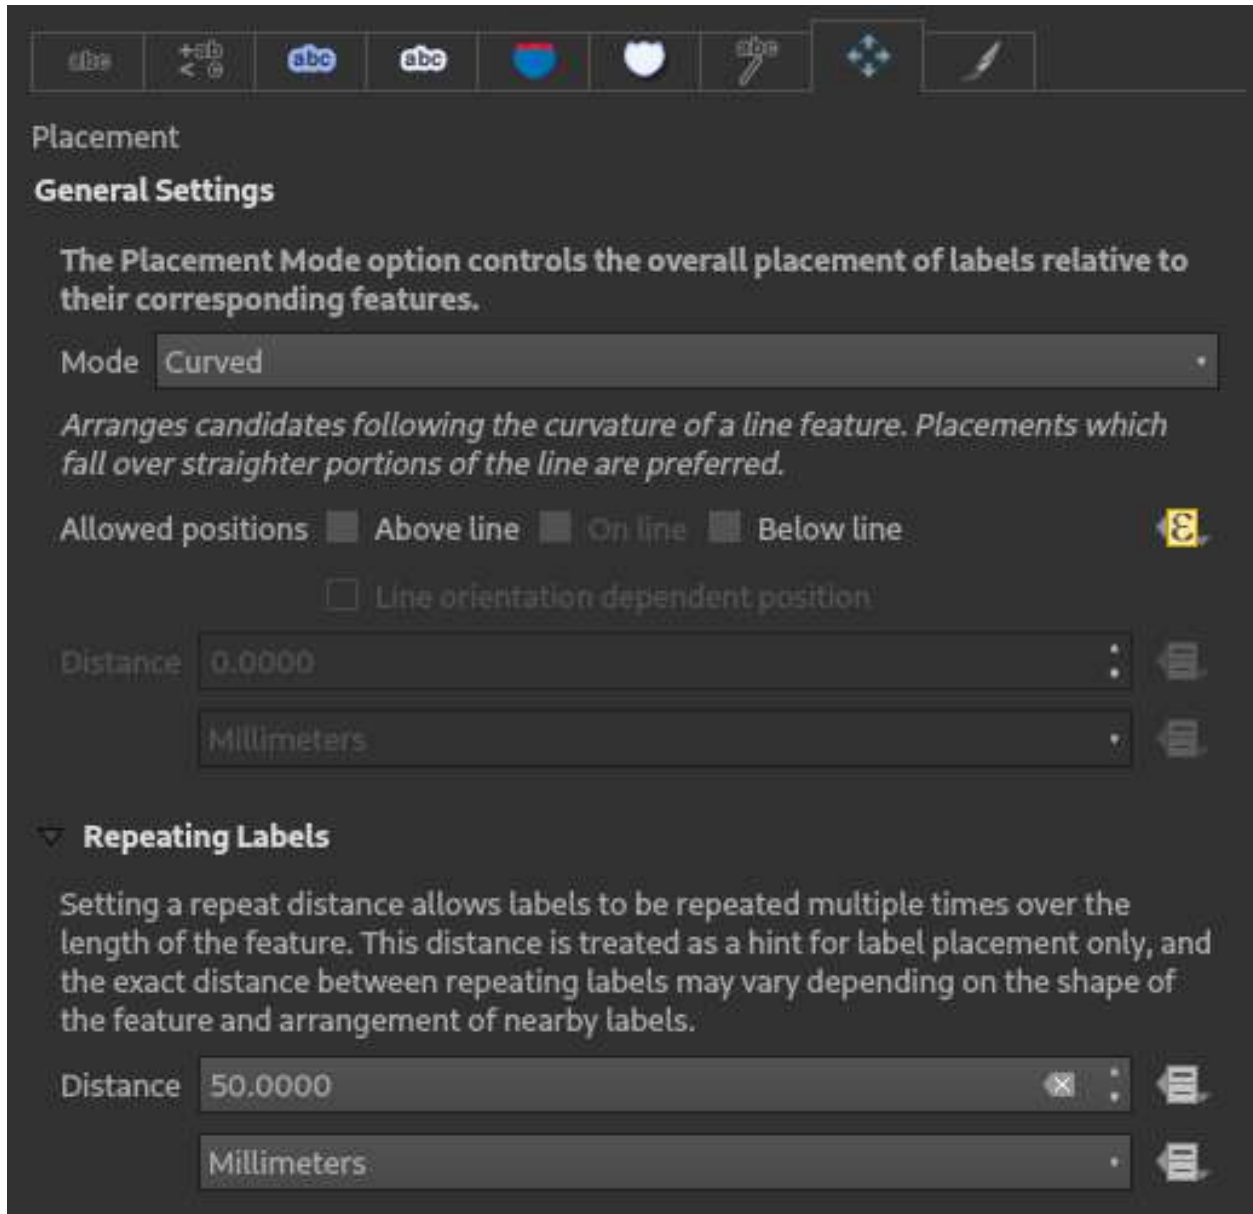 abc
+ab
< c
abc
abc
abc
Placement
General Settings
The Placement Mode option controls the overall placement of labels relative to
their corresponding features.
Mode Curved
Arranges candidates following the curvature of a line feature. Placements which
fall over straighter portions of the line are preferred.
Allowed positions Above line On line Below line
ε
Line orientation dependent position
Distance 0.0000
Millimeters
Repeating Labels
Setting a repeat distance allows labels to be repeated multiple times over the
length of the feature. This distance is treated as a hint for label placement only, and
the exact distance between repeating labels may vary depending on the shape of
the feature and arrangement of nearby labels.
Distance 50.0000
Millimeters